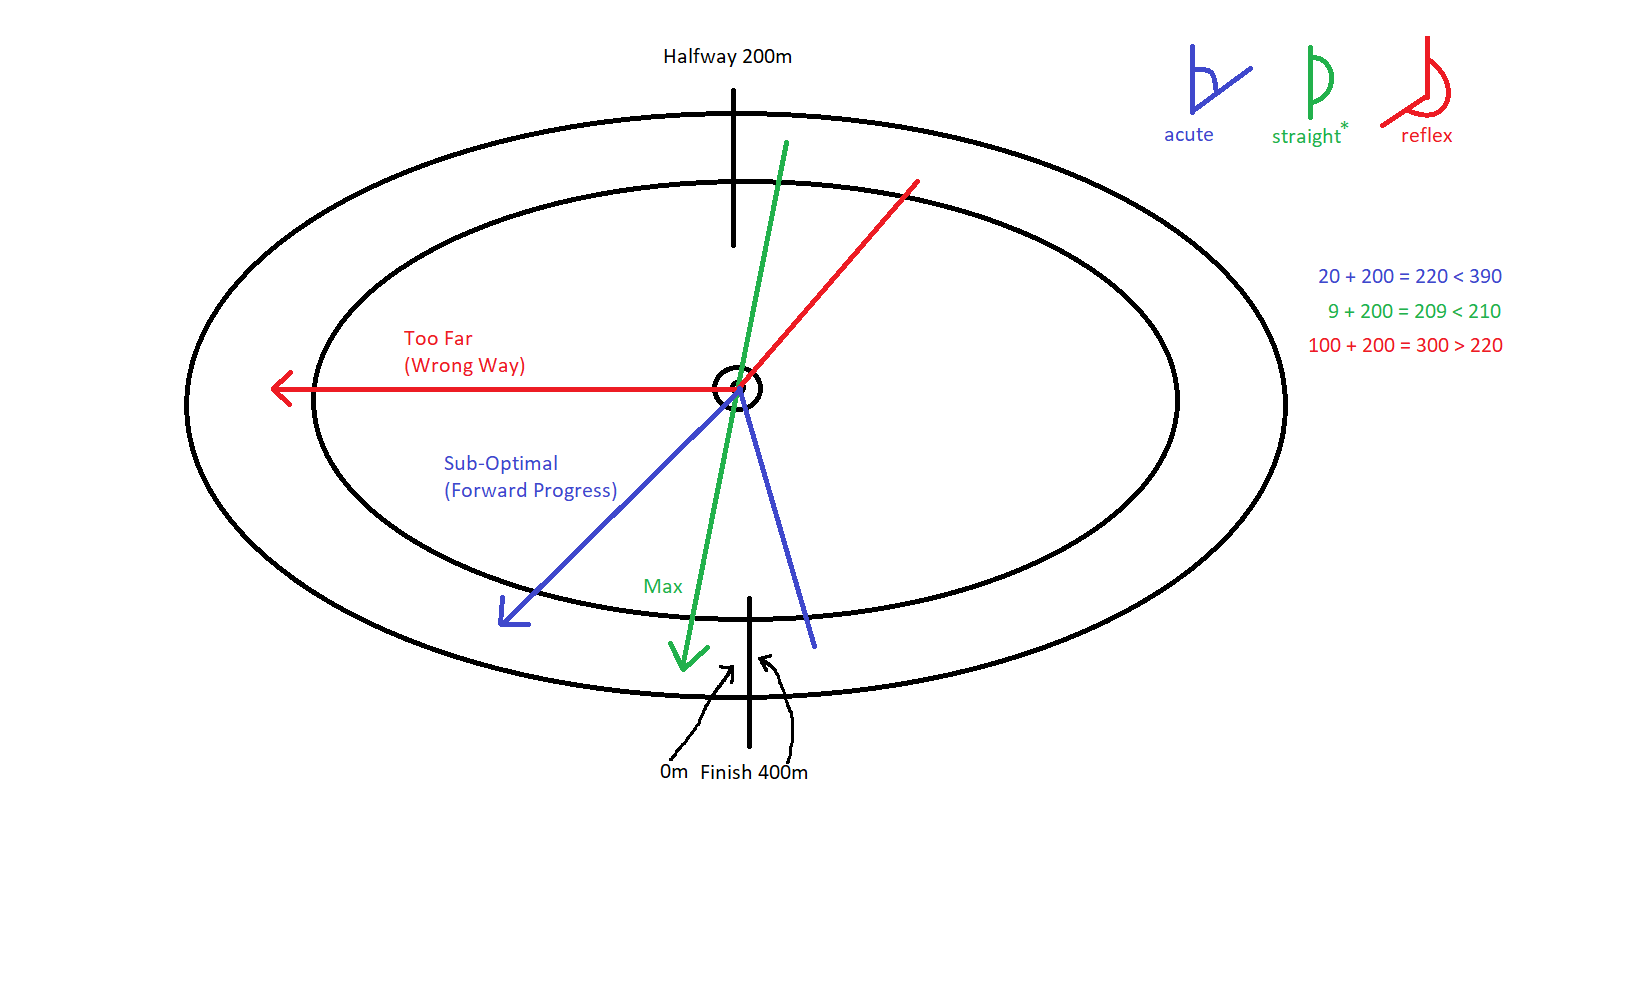 Halfway 200m
acute
straight*
reflex
20 + 200 = 220 < 390
9 + 200 = 209 < 210
100 + 200 = 300 > 220
Too Far
(Wrong Way)
Sub-Optimal
(Forward Progress)
Max
0m
Finish 400m